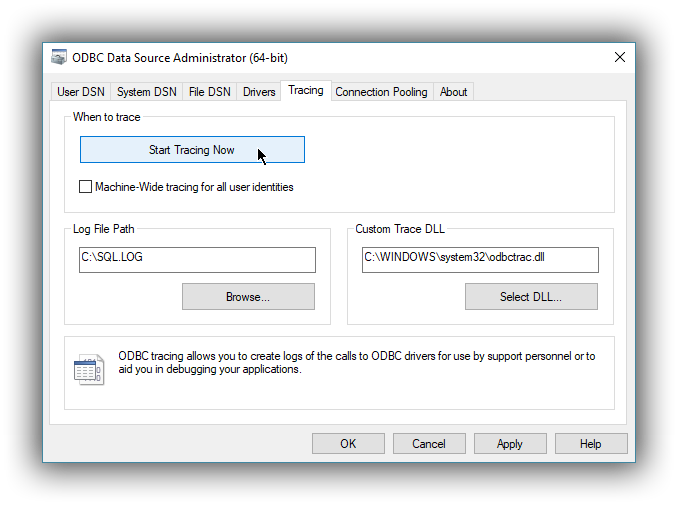 ODBC Data Source Administrator (64-bit)
User DSN System DSN File DSN Drivers Tracing Connection Pooling About
When to trace
Start Tracing Now
Machine-Wide tracing for all user identities
Log File Path
C:\SQL.LOG
Browse...
Custom Trace DLL
C:\WINDOWS\system32\odbctrac.dll
Select DLL...
ODBC tracing allows you to create logs of the calls to ODBC drivers for use by support personnel or to
aid you in debugging your applications.
OK Cancel Apply Help